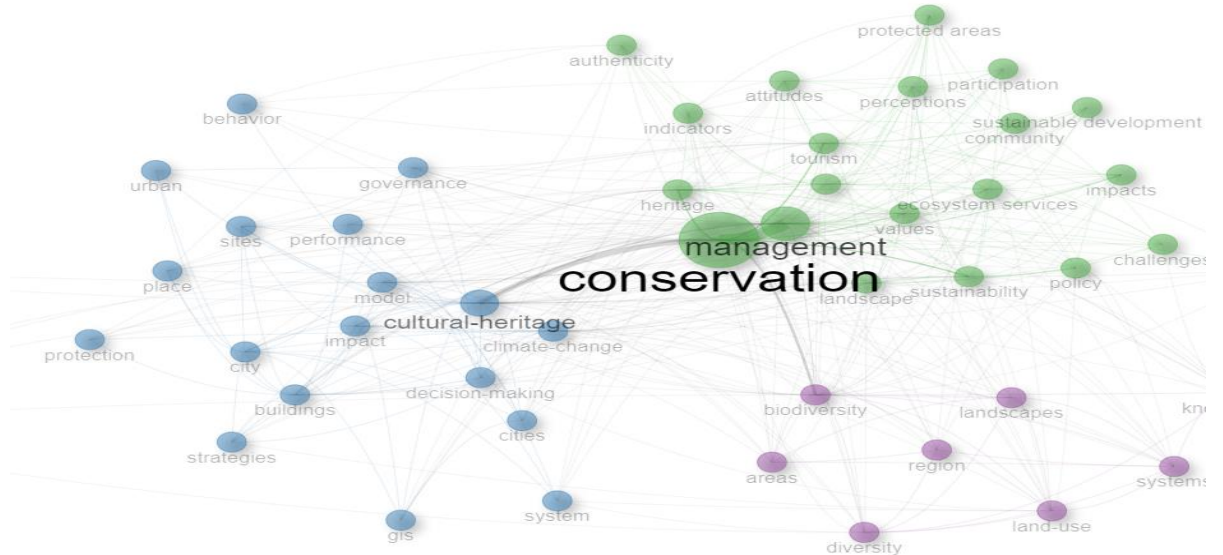 protected areas
authenticity
participation
attitudes
perceptions
behavior
sustainable development
indicators
community
tourism
urban
governance
impacts
ecosystem services
heritage
values
sites
performance
management
challenges
place
conservation
policy
model
landscape
sustainability
cultural-heritage
impact
climate-change
protection
city
decision-making
buildings
biodiversity
landscapes
kn
cities
strategies
region
areas
systems
system
land-use
gis
diversity